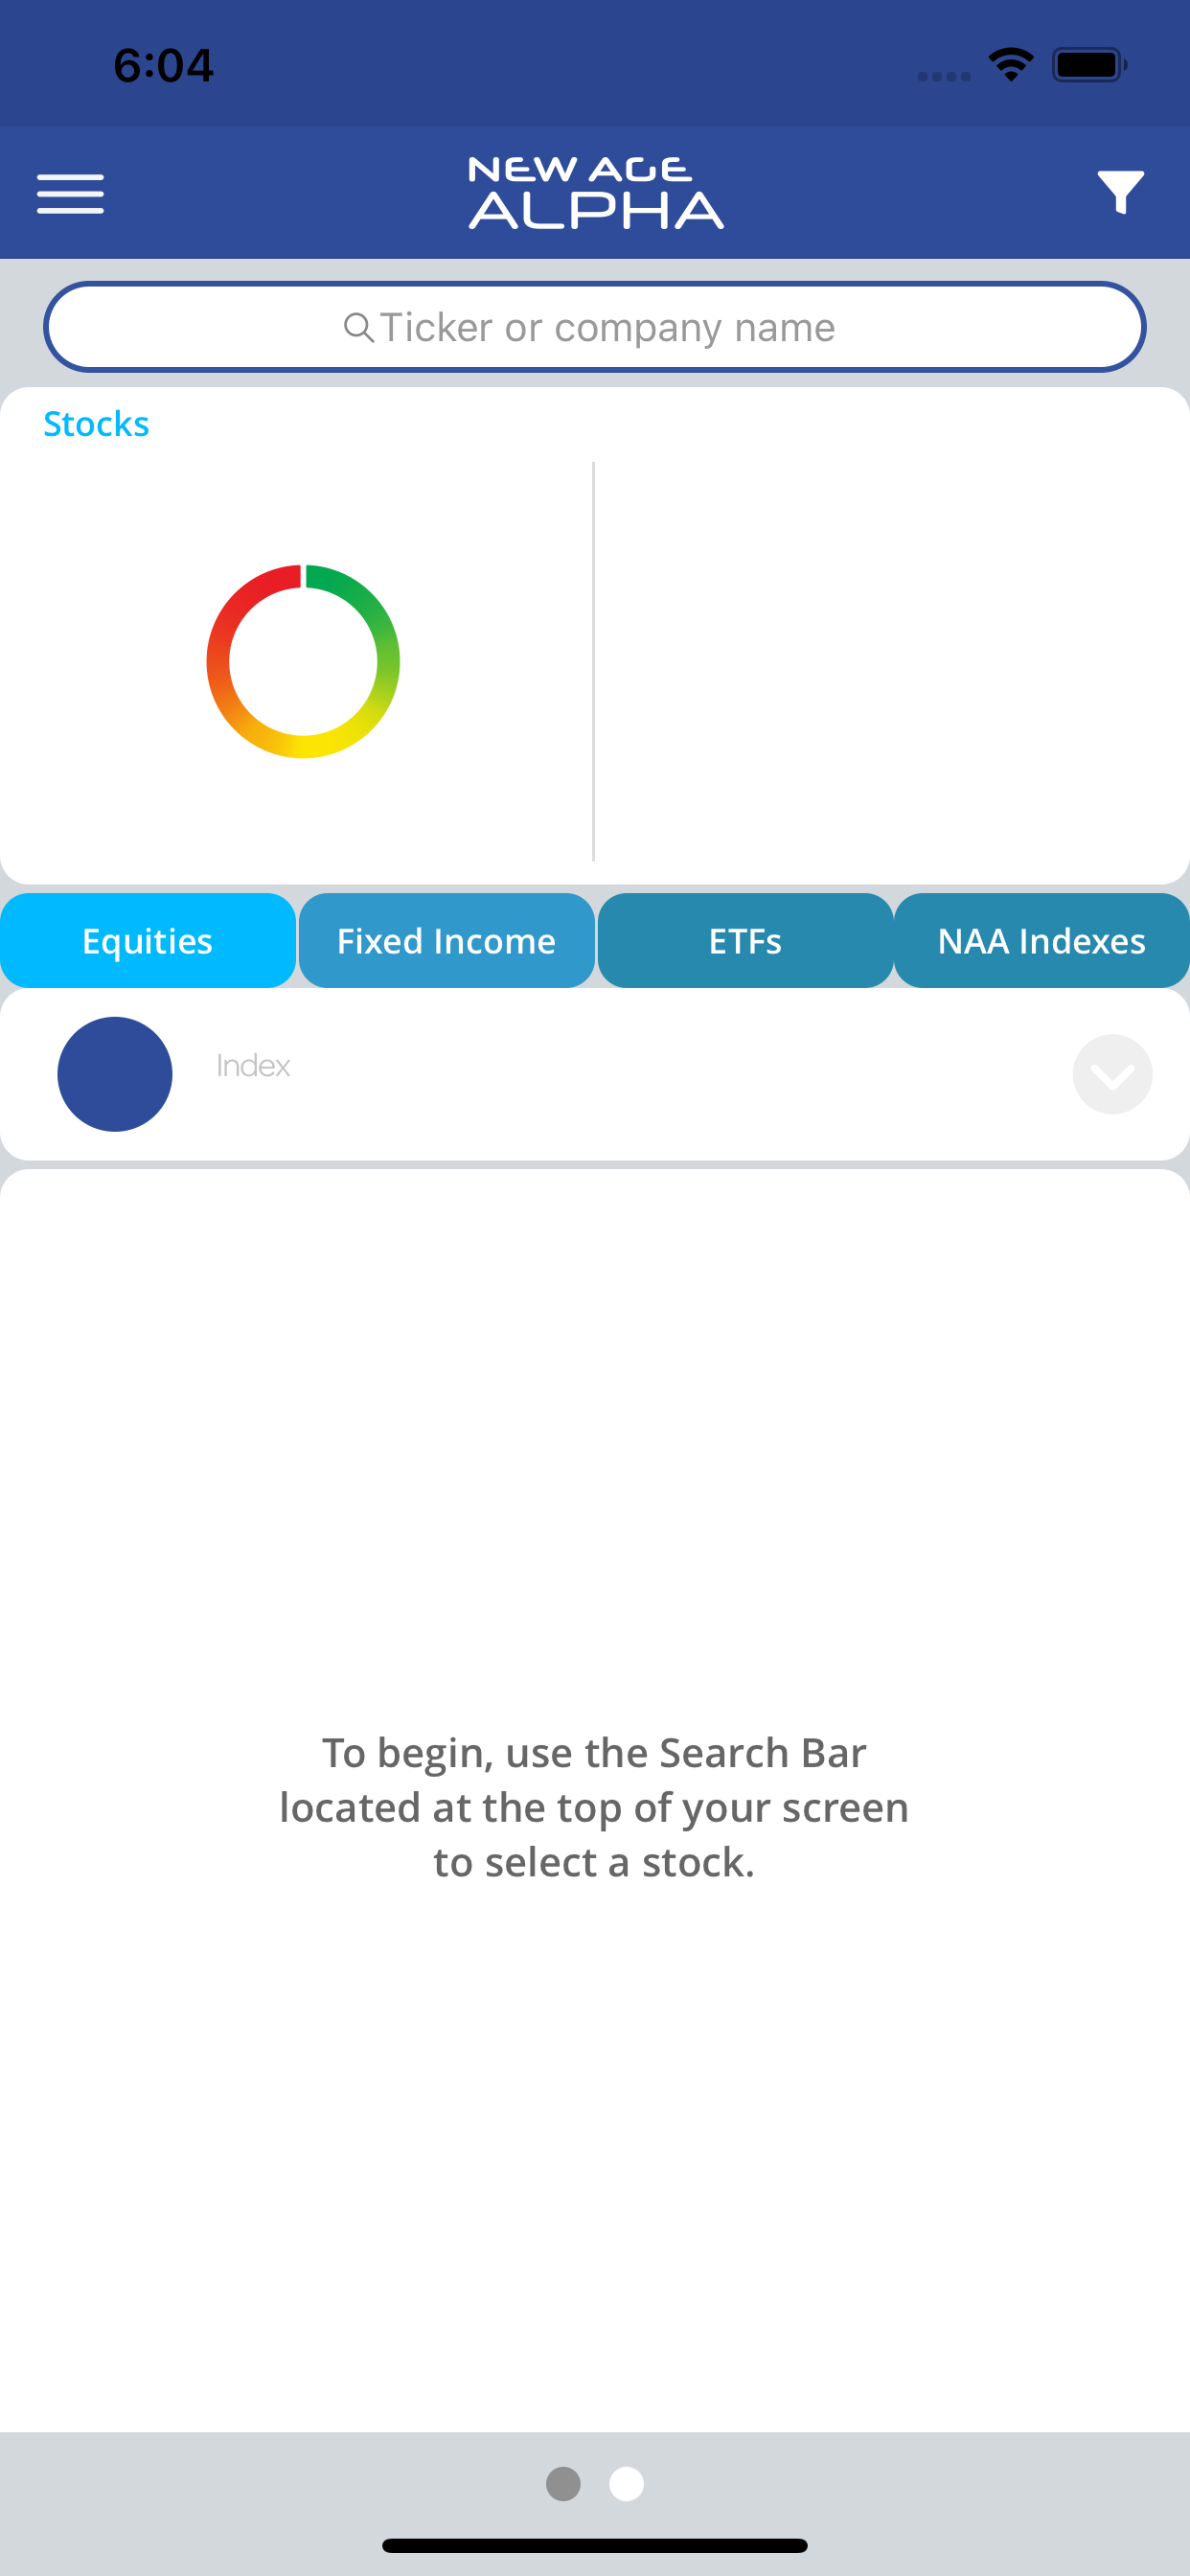 6:04
NEW AGE
ALPHA
Ticker or company name
Stocks
Equities
Fixed Income
ETFs
NAA Indexes
Index
To begin, use the Search Bar
located at the top of your screen
to select a stock.